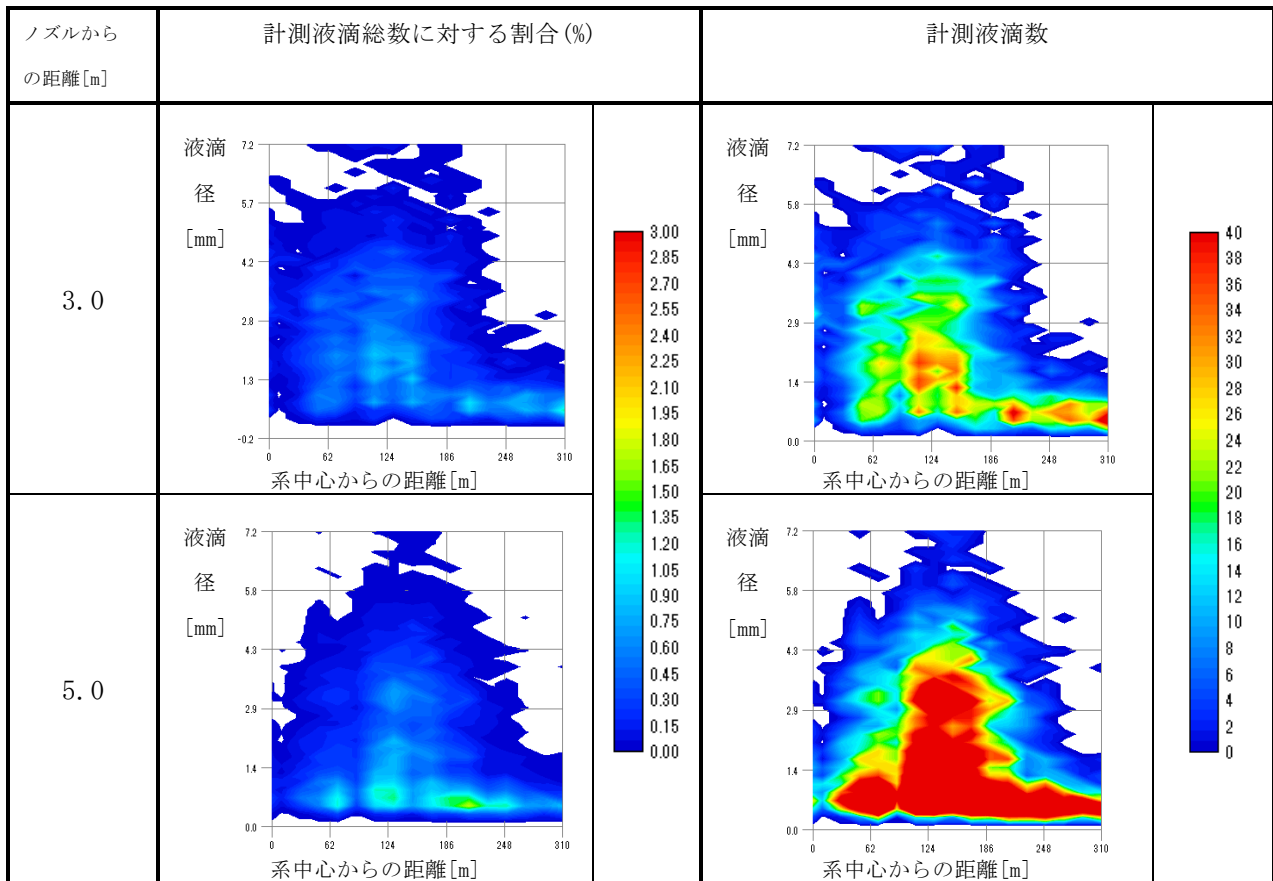 ノズルから
の距離[m]
計測液滴総数に対する割合(%)
計測液滴数
3.0
液滴
径
[mm]
7.2
5.7
4.2
2.8
1.3
-0.2
0 62 124 186 248 310
系中心からの距離[m]
3.00
2.85
2.70
2.55
2.40
2.25
2.10
1.95
1.80
1.65
1.50
1.35
1.20
1.05
0.90
0.75
0.60
0.45
0.30
0.15
0.00
液滴
径
[mm]
7.2
5.8
4.3
2.9
1.4
0.0
0 62 124 186 248 310
系中心からの距離[m]
40
38
36
34
32
30
28
26
24
22
20
18
16
14
12
10
8
6
4
2
0
5.0
液滴
径
[mm]
7.2
5.8
4.3
2.9
1.4
0.0
0 62 124 186 248 310
系中心からの距離[m]
液滴
径
[mm]
7.2
5.8
4.3
2.9
1.4
0.0
0 62 124 186 248 310
系中心からの距離[m]